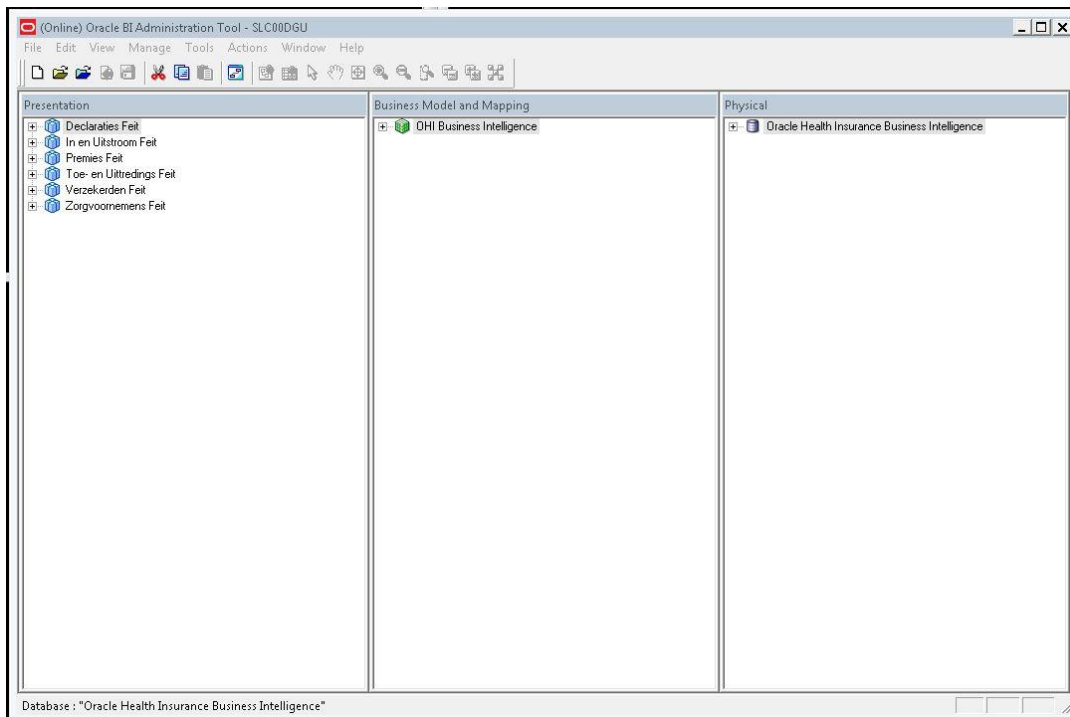 (Online) Oracle BI Administration Tool - SLC00DGU
File Edit View Manage Tools Actions Window Help
Presentation
Declaraties Feit
In en Uitstroom Feit
Premies Feit
Toe- en Uittredings Feit
Verzekerden Feit
Zorgvoornemens Feit
Business Model and Mapping
OHI Business Intelligence
Physical
Oracle Health Insurance Business Intelligence
Database : "Oracle Health Insurance Business Intelligence"